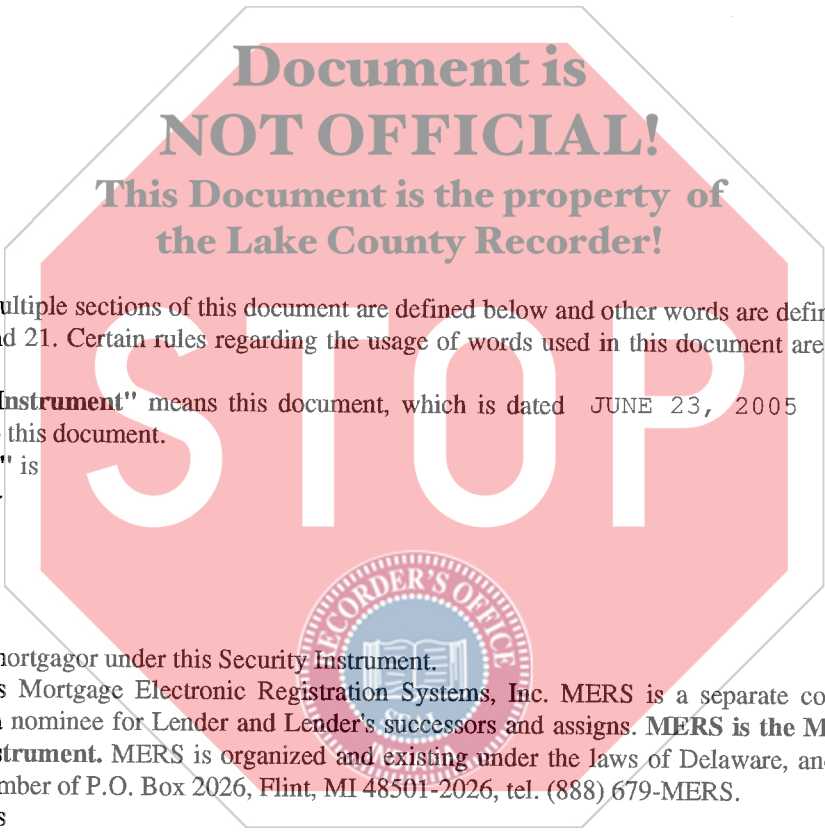 Document is
NOT OFFICIAL!
This Document is the property of
the Lake County Recorder!
ultiple sections of this document are defined below and other words are defin
d 21. Certain rules regarding the usage of words used in this document are
STOP
Instrument" means this document, which is dated JUNE 23, 2005
this document.
" is
RECORDER'S OFFICE
mortgagor under this Security Instrument.
s Mortgage Electronic Registration Systems, Inc. MERS is a separate co
nominee for Lender and Lender's successors and assigns. MERS is the M
strument. MERS is organized and existing under the laws of Delaware, an
mber of P.O. Box 2026, Flint, MI 48501-2026, tel. (888) 679-MERS.
s